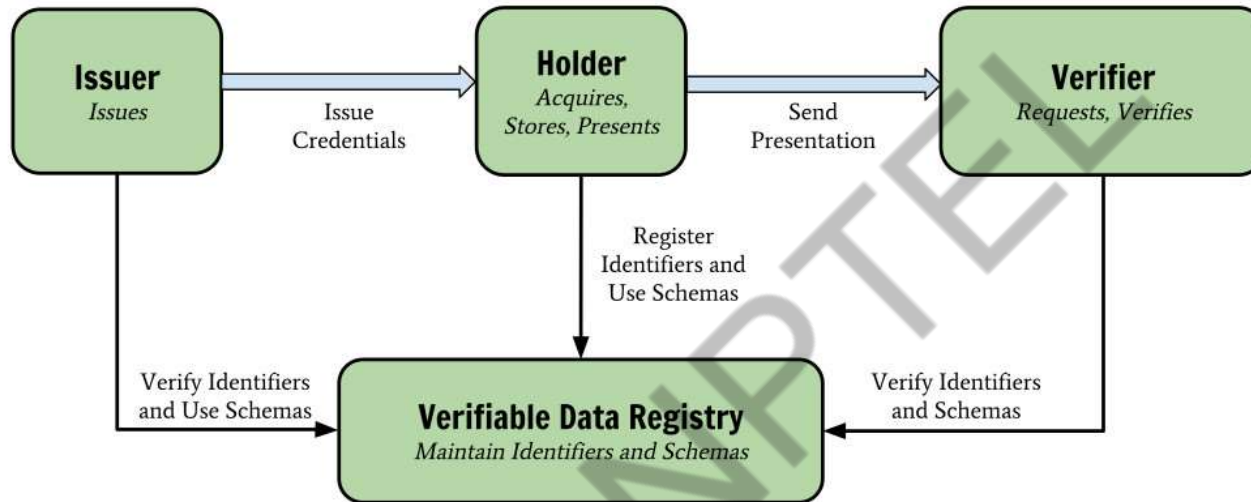 Issuer
Issues
Issue
Credentials
Holder
Acquires,
Stores, Presents
Send
Presentation
Verifier
Requests, Verifies
Register
Identifiers and
Use Schemas
Verify Identifiers
and Use Schemas
Verifiable Data Registry
Maintain Identifiers and Schemas
Verify Identifiers
and Schemas
NPTEL